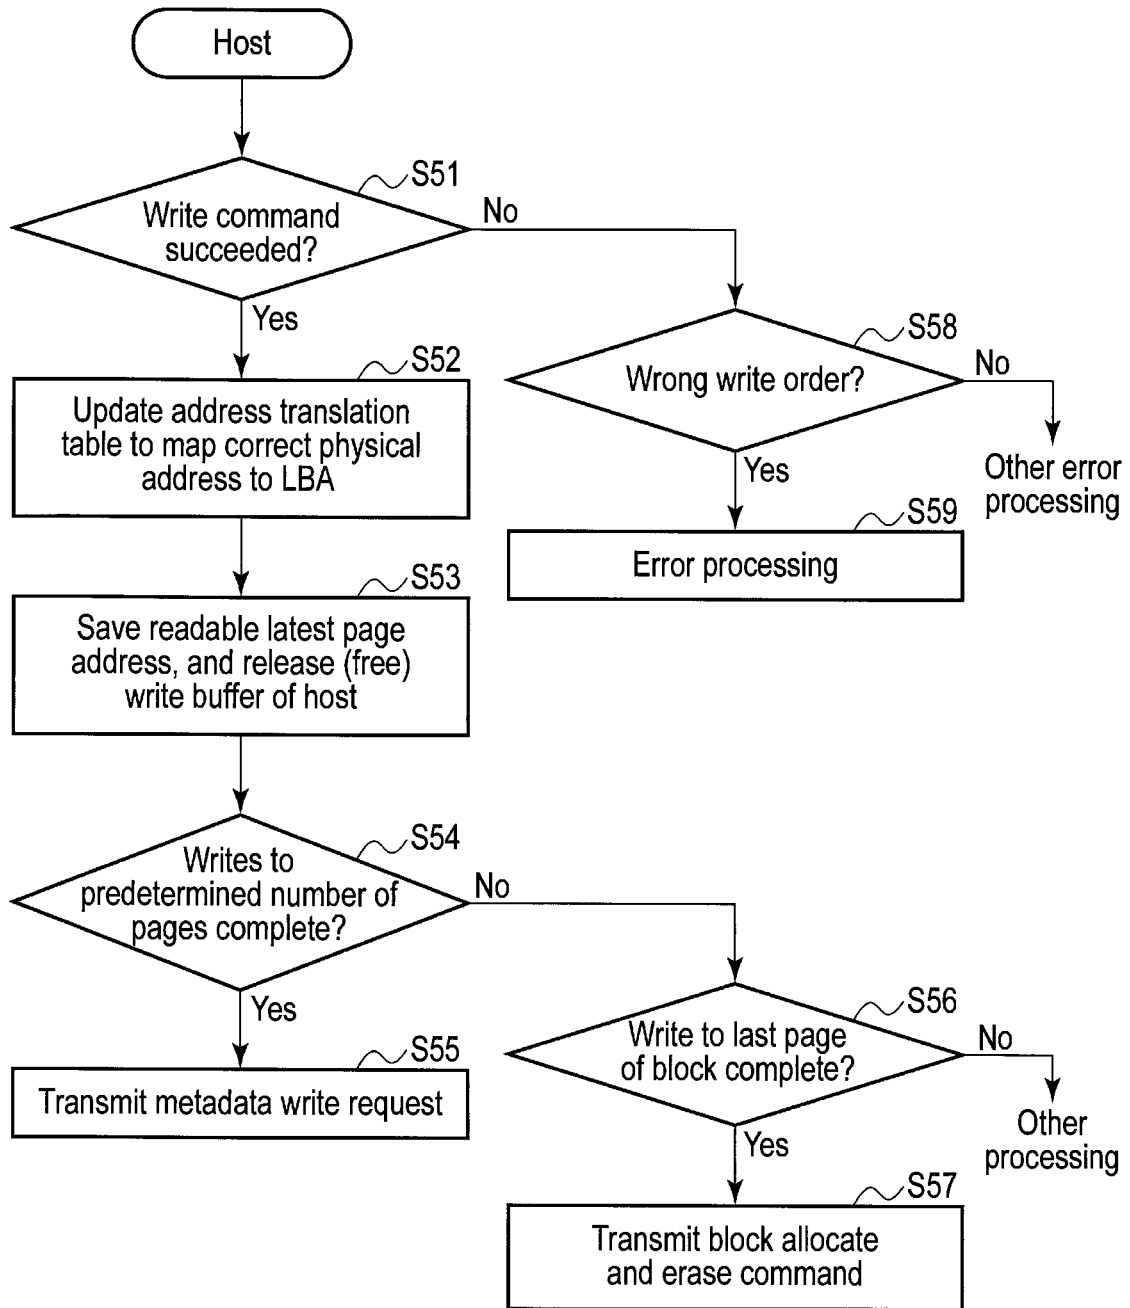 Host
S51
Write command
succeeded?
No
Yes
S58
Wrong write order?
No
Yes
Other error
processing
S52
Update address translation
table to map correct physical
address to LBA
S59
Error processing
S53
Save readable latest page
address, and release (free)
write buffer of host
S54
Writes to
predetermined number of
pages complete?
No
Yes
S56
Write to last page
of block complete?
No
Yes
Other
processing
S55
Transmit metadata write request
S57
Transmit block allocate
and erase command